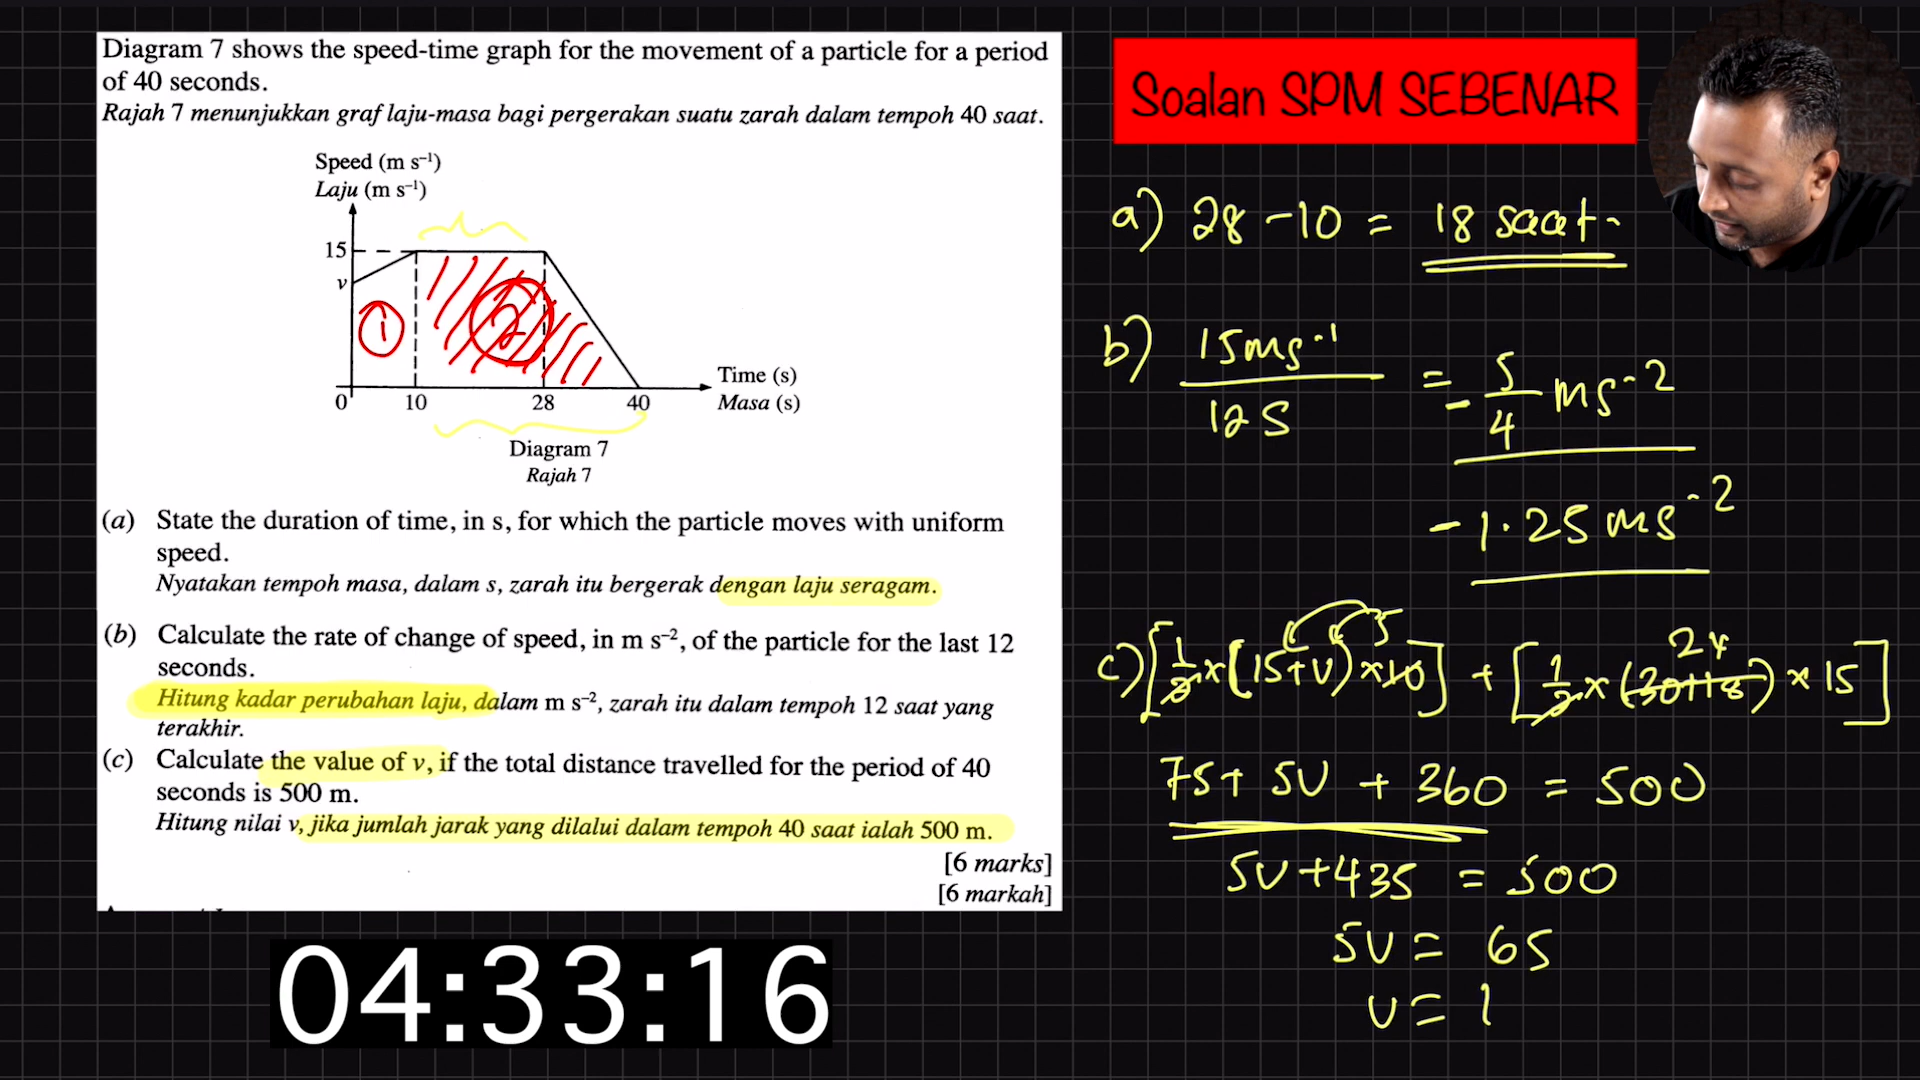 Diagram 7 shows the speed-time graph for the movement of a particle for a period
of 40 seconds.
Rajah 7 menunjukkan graf laju-masa bagi pergerakan suatu zarah dalam tempoh 40 saat.
Speed (m s⁻¹)
Laju (m s⁻¹)
15
v
1
2
Time (s)
Masa (s)
0 10 28 40
Diagram 7
Rajah 7
(a) State the duration of time, in s, for which the particle moves with uniform
speed.
Nyatakan tempoh masa, dalam s, zarah itu bergerak dengan laju seragam.
(b) Calculate the rate of change of speed, in m s⁻², of the particle for the last 12
seconds.
Hitung kadar perubahan laju, dalam m s⁻², zarah itu dalam tempoh 12 saat yang
terakhir.
(c) Calculate the value of v, if the total distance travelled for the period of 40
seconds is 500 m.
Hitung nilai v, jika jumlah jarak yang dilalui dalam tempoh 40 saat ialah 500 m.
[6 marks]
[6 markah]
04:33:16
Soalan SPM SEBENAR
a) 28 - 10 = 18 saat.
b) 15ms⁻¹ / 12 s = - 5/4 ms⁻²
- 1.25 ms⁻²
5 24
c) [1/2 × (15+v) × 10] + [1/2 × (30+18) × 15]
75 + 5v + 360 = 500
5v + 435 = 500
5v = 65
v = 1